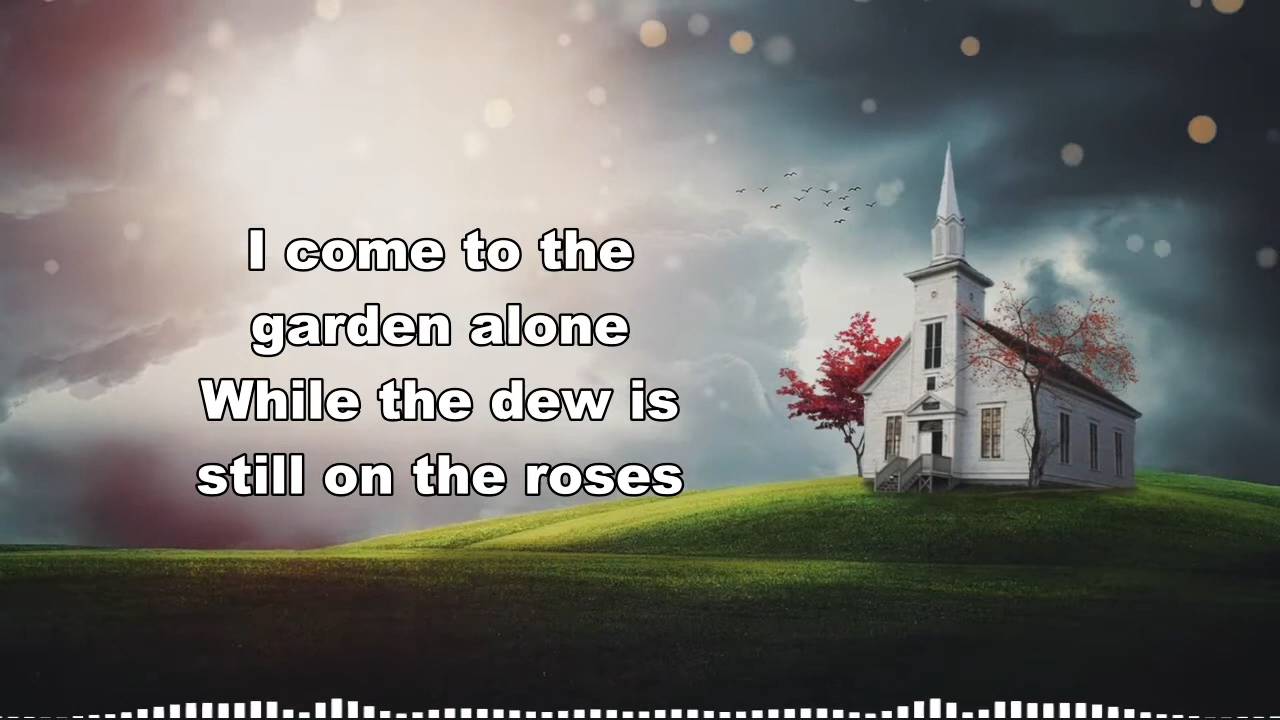 I come to the
garden alone
While the dew is
still on the roses